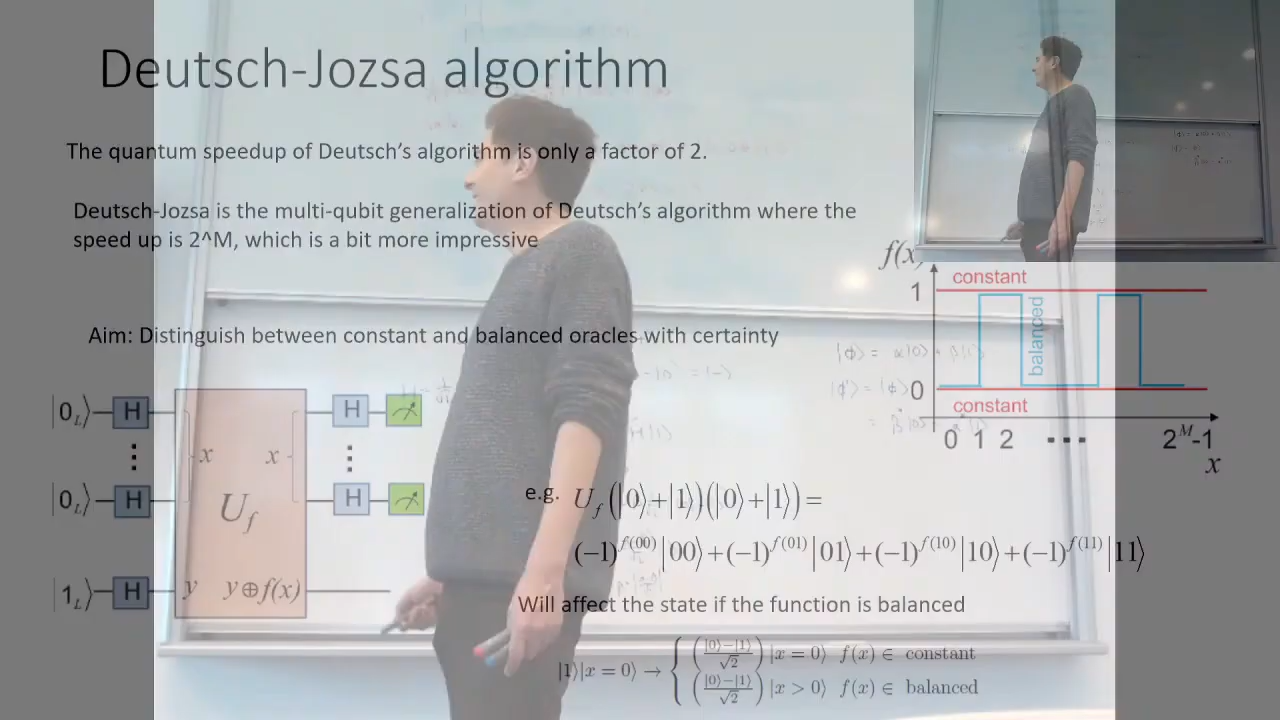 Deutsch-Jozsa algorithm
The quantum speedup of Deutsch's algorithm is only a factor of 2.
Deutsch-Jozsa is the multi-qubit generalization of Deutsch's algorithm where the
speed up is 2^M, which is a bit more impressive
Aim: Distinguish between constant and balanced oracles with certainty
f(x)
1
constant
balanced
0
constant
0 1 2 ••• 2^M-1
x
|0_L⟩ H x x H
|0_L⟩ H H
U_f
|1_L⟩ H y y⊕f(x)
e.g. U_f(|0⟩+|1⟩)(|0⟩+|1⟩)=
(−1)^f(00)|00⟩+(−1)^f(01)|01⟩+(−1)^f(10)|10⟩+(−1)^f(11)|11⟩
Will affect the state if the function is balanced
|1⟩|x = 0⟩ → { (|0⟩−|1⟩/√2)|x = 0⟩ f(x) ∈ constant
(|0⟩−|1⟩/√2)|x > 0⟩ f(x) ∈ balanced